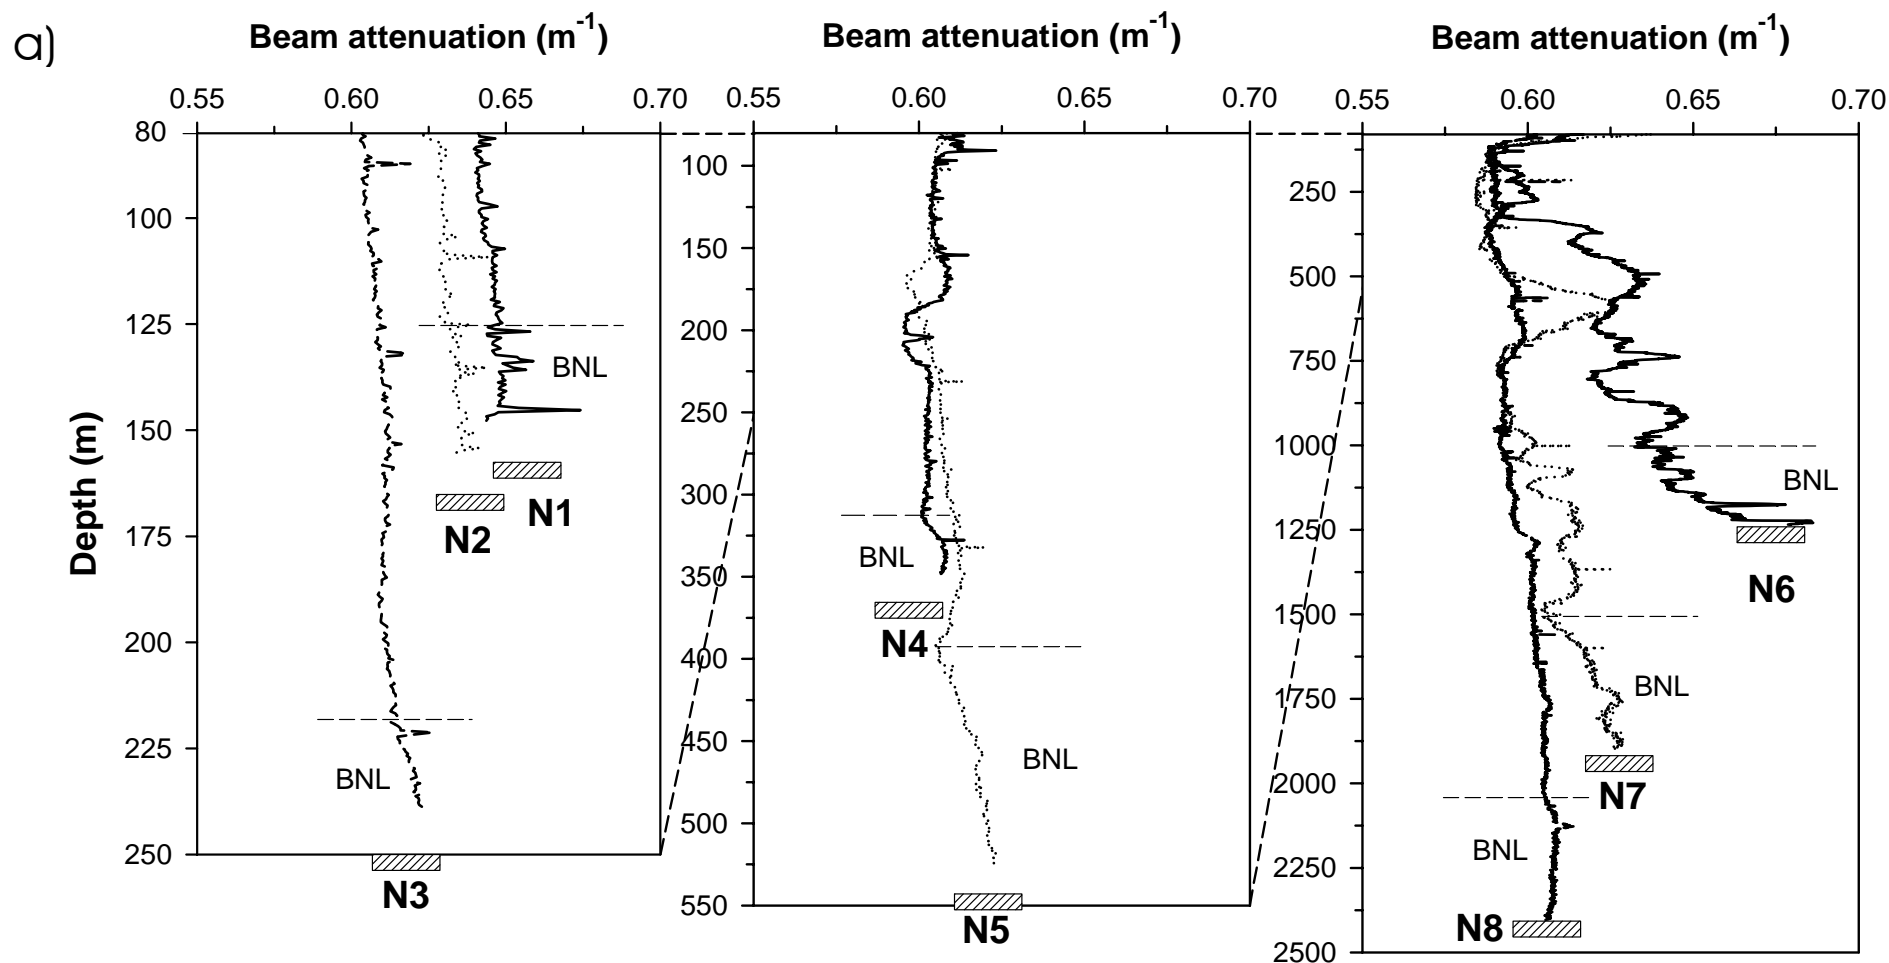 a)
Beam attenuation (m-1)
0.55 0.60 0.65 0.70
80
100
125
150
175
200
225
250
Depth (m)
BNL
N1
N2
BNL
N3
Beam attenuation (m-1)
0.55 0.60 0.65 0.70
100
150
200
250
300
350
400
450
500
550
BNL
N4
BNL
N5
Beam attenuation (m-1)
0.55 0.60 0.65 0.70
250
500
750
1000
1250
1500
1750
2000
2250
2500
BNL
N6
BNL
N7
BNL
N8